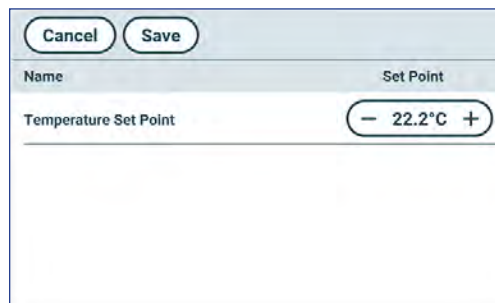 Cancel Save
Name Set Point
Temperature Set Point − 22.2°C +